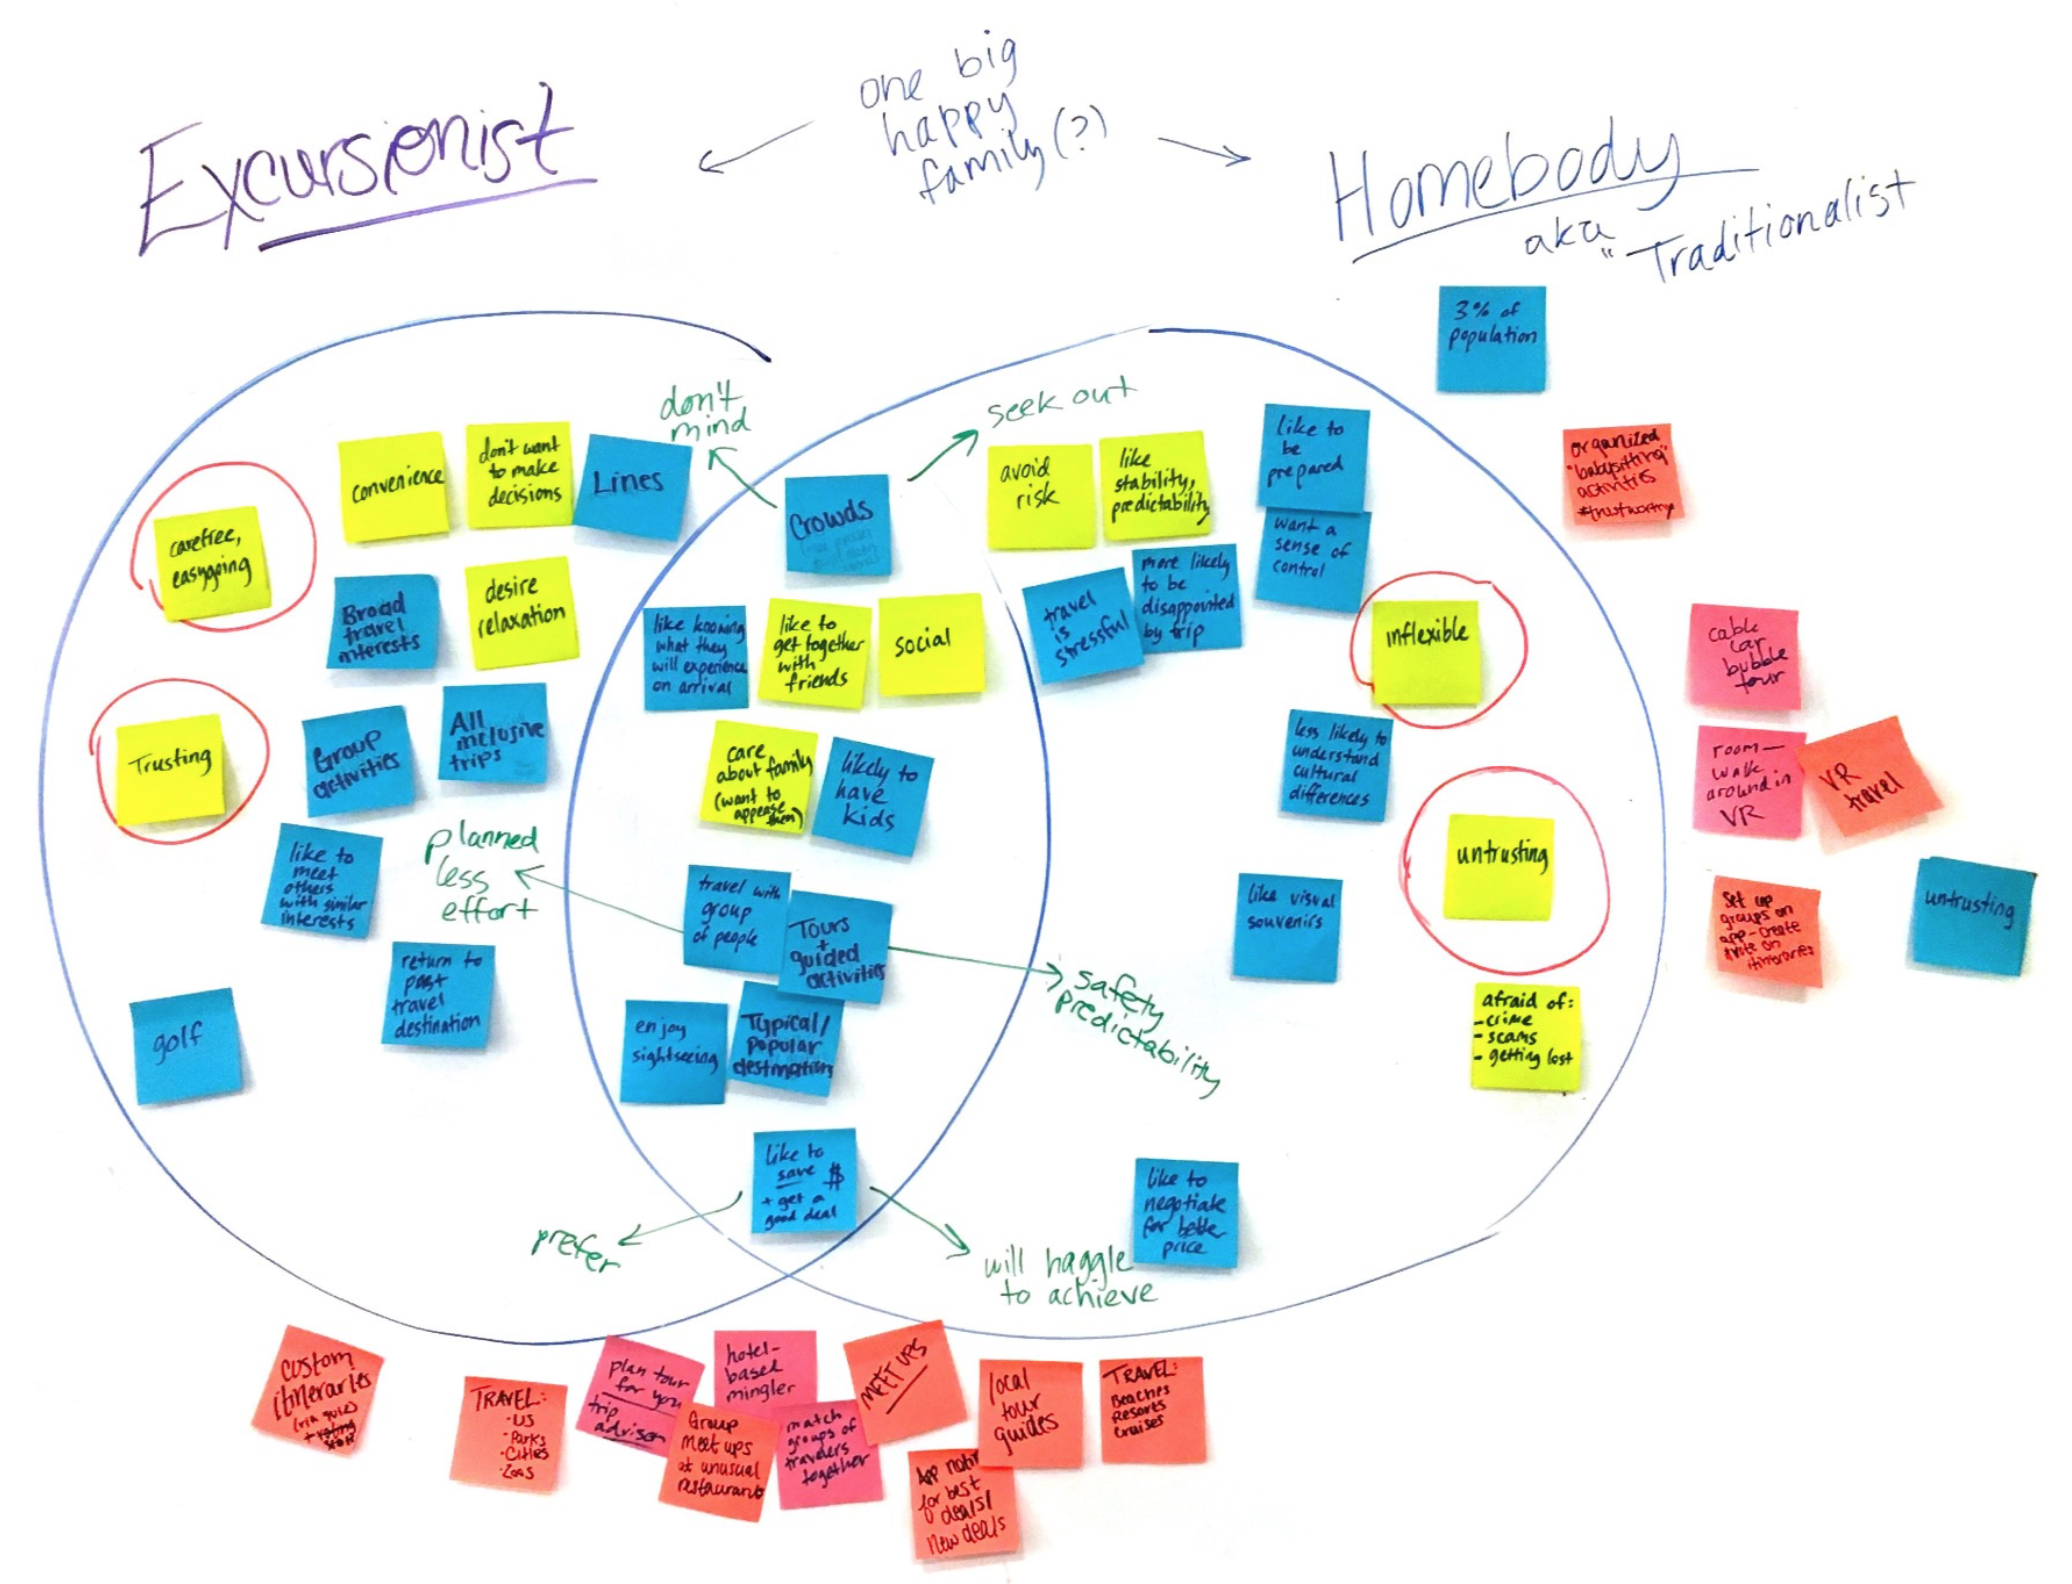 one big
happy
family (?)
Excursionist
Homebody
aka
"Traditionalist
3% of
population
organized
"babysitting"
activities
#trustworthy
don't
mind
seek out
convenience
don't want
to make
decisions
Lines
Crowds
avoid
risk
like
stability,
predictability
like to
be
prepared
want a
sense of
control
carefree,
easygoing
Broad
travel
interests
desire
relaxation
like knowing
what they
will experience
on arrival
like to
get together
with
friends
social
travel
is
stressful
more likely
to be
disappointed
by trip
inflexible
cable
car
bubble
tour
Trusting
Group
activities
All
inclusive
trips
care
about family
(want to
appease
them)
likely to
have
kids
less likely to
understand
cultural
differences
room—
walk
around in
VR
VR
travel
like to
meet
others
with similar
interests
planned
less
effort
travel with
group
of people
Tours
+
guided
activities
like visual
souvenirs
untrusting
Set up
groups on
app-create
itineraries
untrusting
golf
return to
past
travel
destination
enjoy
sightseeing
Typical/
popular
destinations
safety
predictability
afraid of:
- crime
- scams
- getting lost
like to
save $
+ get a
good deal
prefer
will haggle
to achieve
like to
negotiate
for better
price
custom
itineraries
TRAVEL:
- US
- Parks
- Cities
- Zoos
plan tour
for you
trip
advisor
hotel-
based
mingler
Group
meet ups
at unusual
restaurants
match
groups of
travelers
together
MEET UPS
local
tour
guides
App
for best
deals/
new deals
TRAVEL:
Beaches
Resorts
Cruises